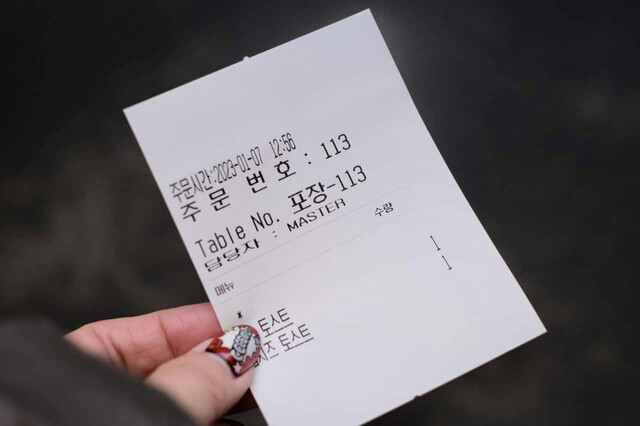 주문시간:2023-01-07 12:56
주문 번호 : 113
Table No. 포장-113
담당자 : MASTER
메뉴 수량
토스트 1
토스트 1